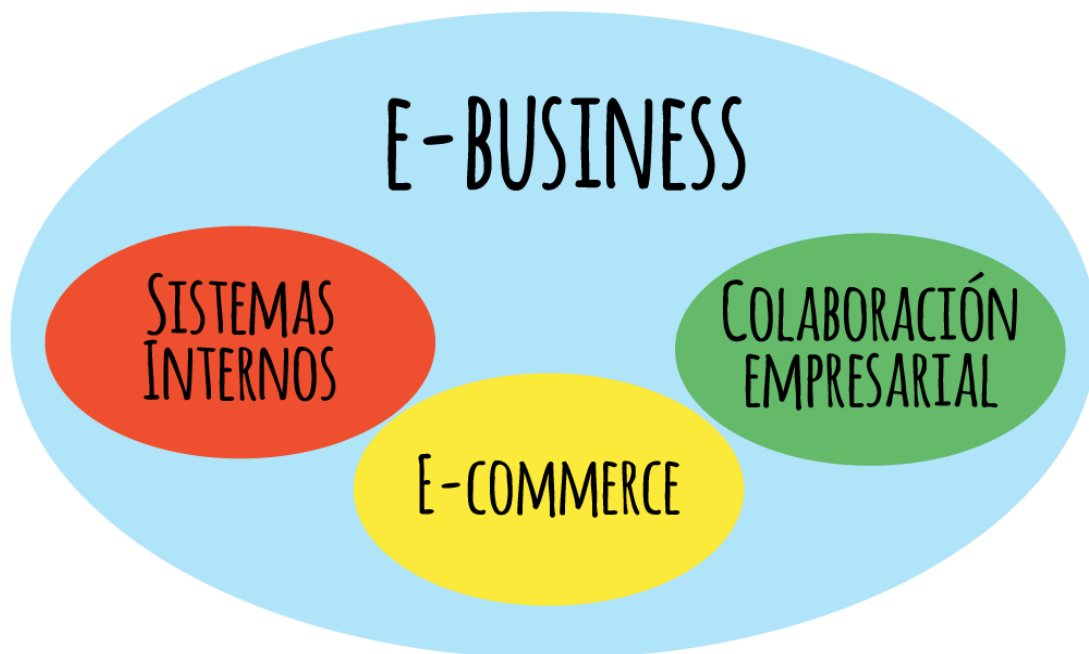 E-BUSINESS
SISTEMAS
INTERNOS
COLABORACIÓN
EMPRESARIAL
E-COMMERCE